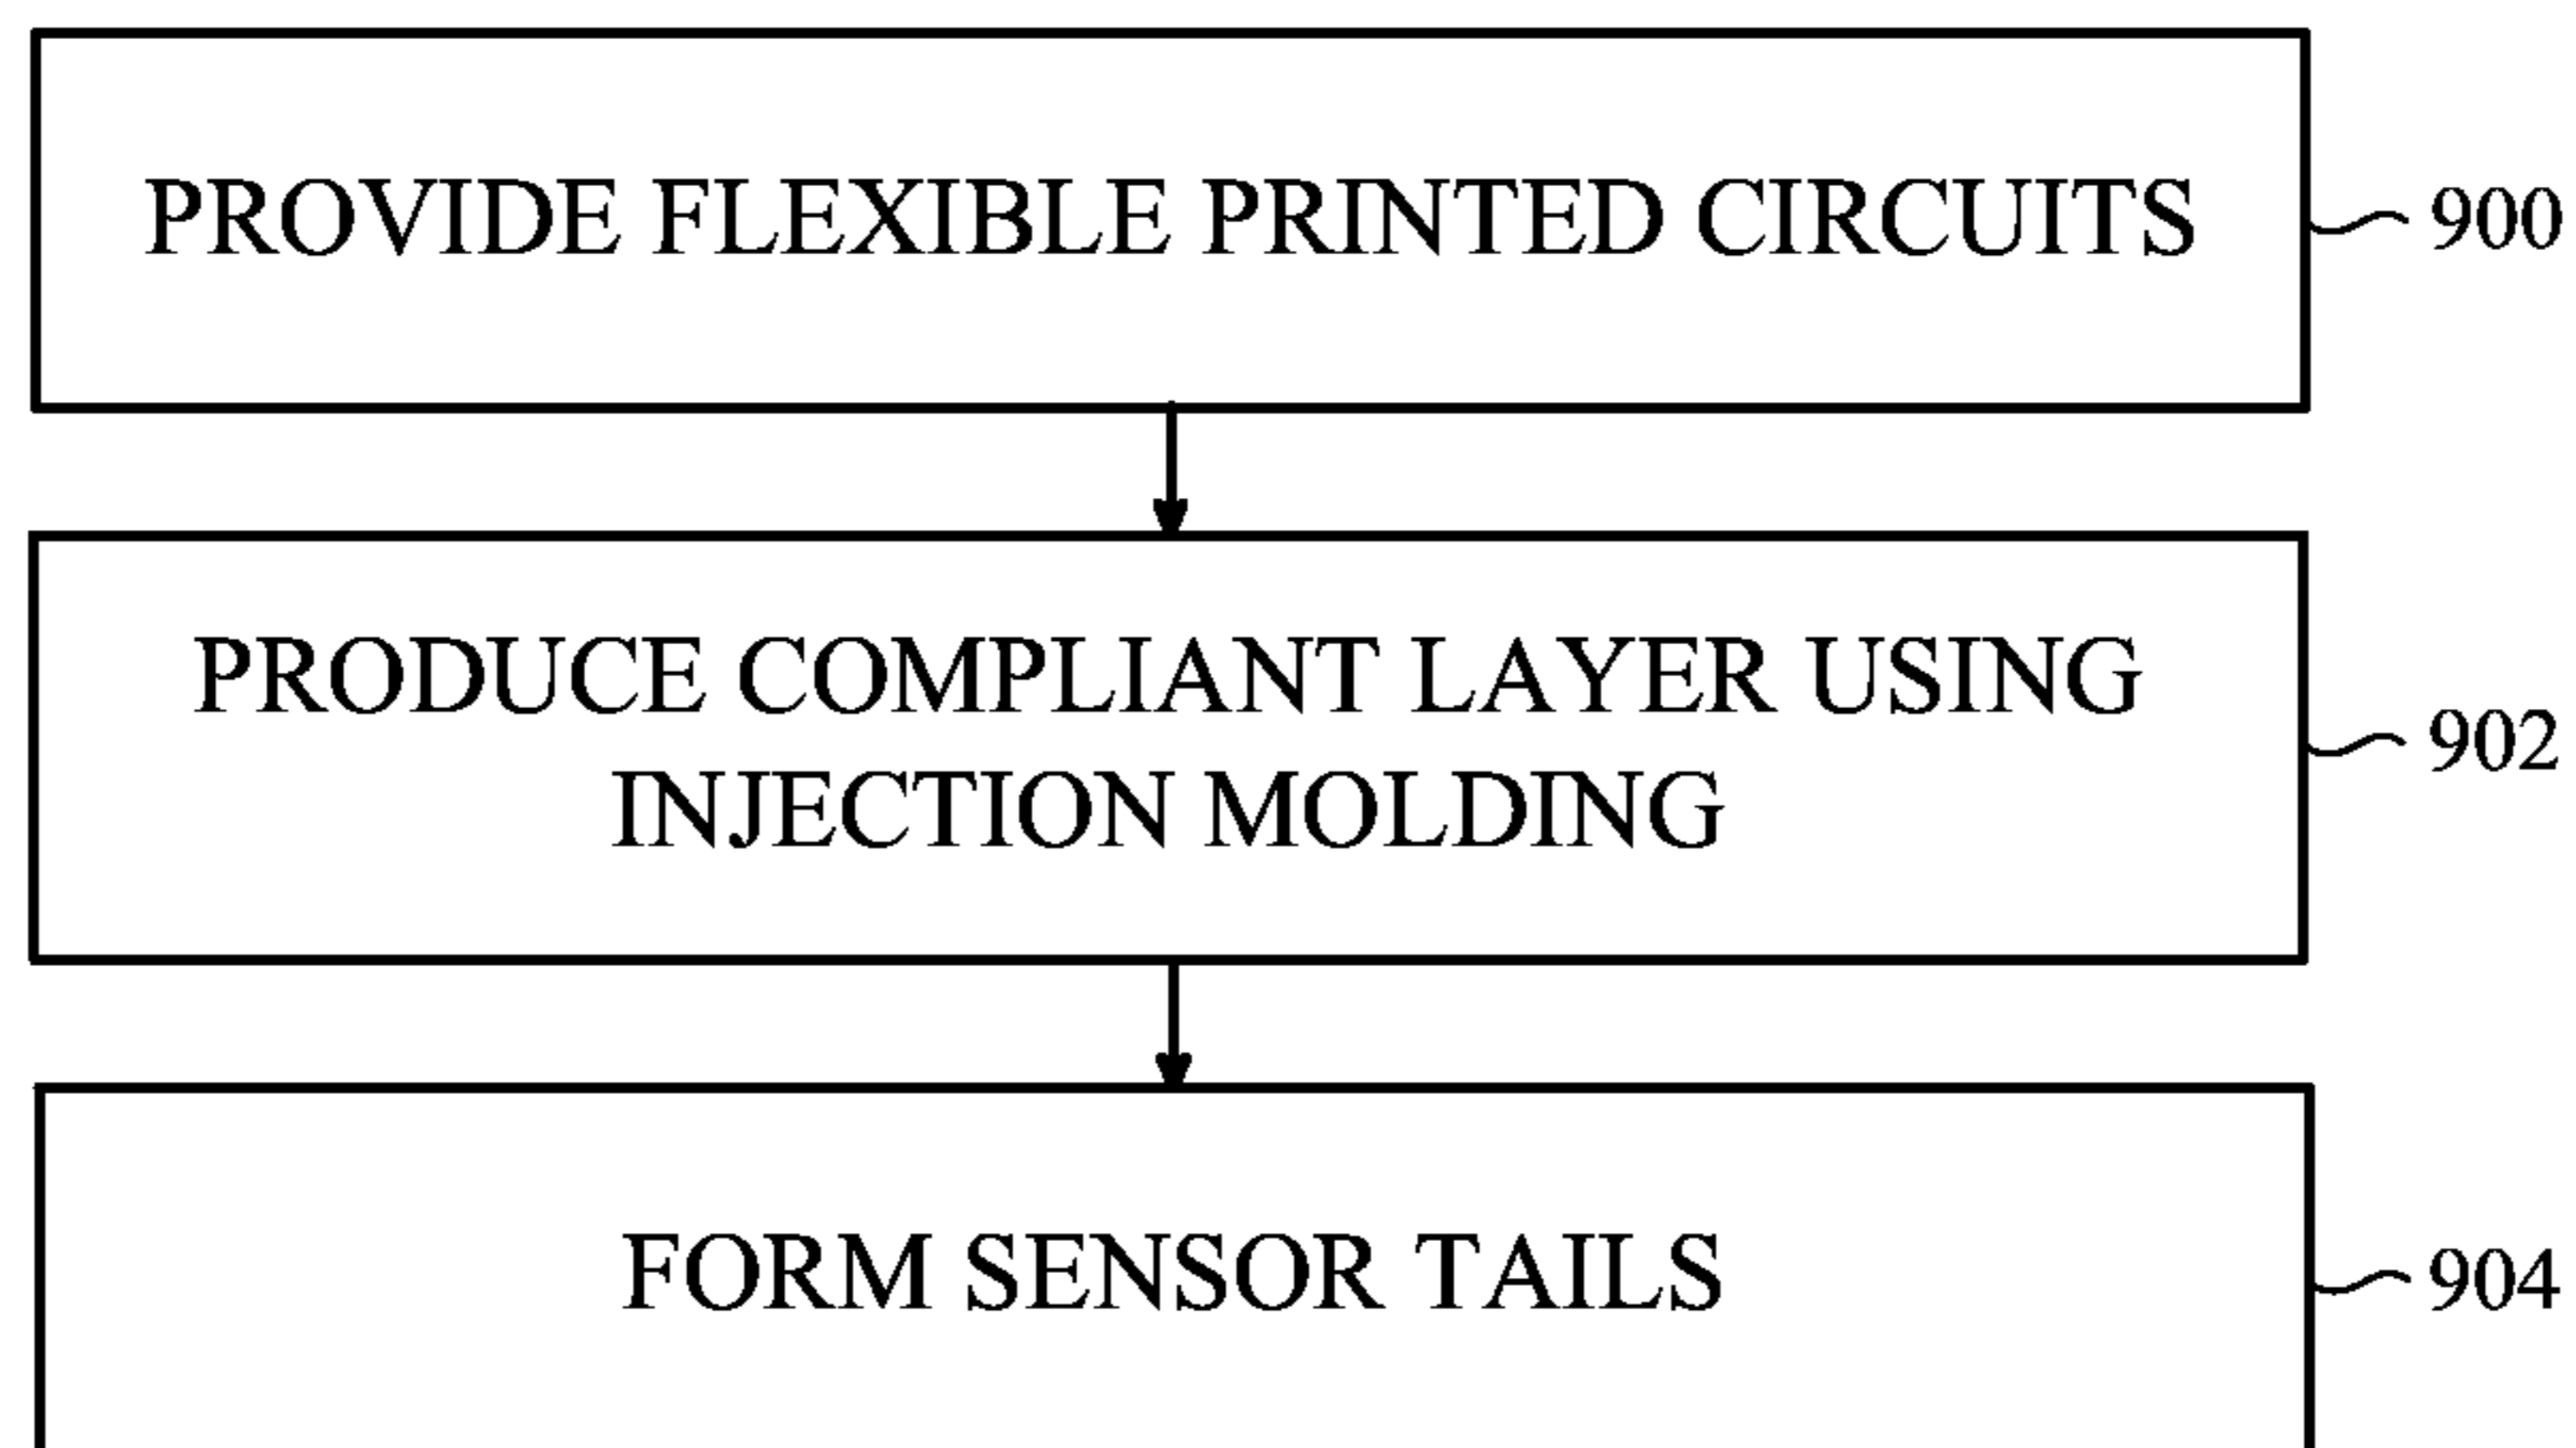 PROVIDE FLEXIBLE PRINTED CIRCUITS
900
PRODUCE COMPLIANT LAYER USING
INJECTION MOLDING
902
FORM SENSOR TAILS
904